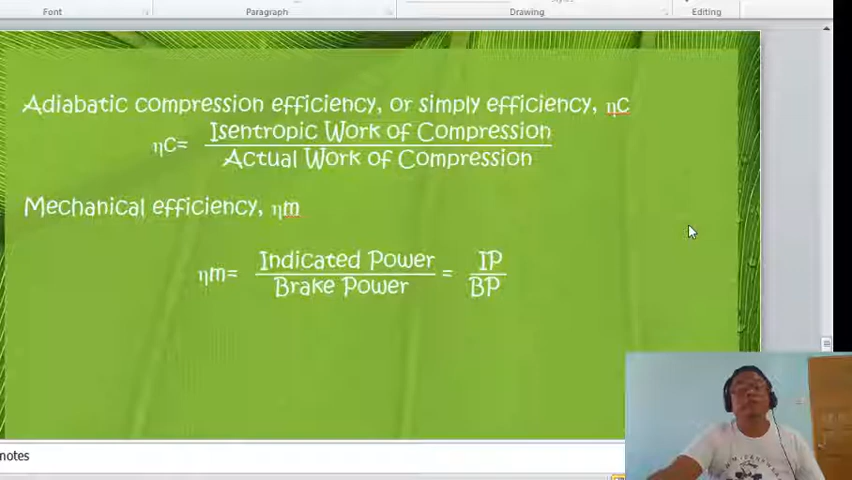 Font
Paragraph
Drawing
Editing
Adiabatic compression efficiency, or simply efficiency, ηc
ηc= Isentropic Work of Compression
Actual Work of Compression
Mechanical efficiency, ηm
ηm= Indicated Power = IP
Brake Power BP
notes